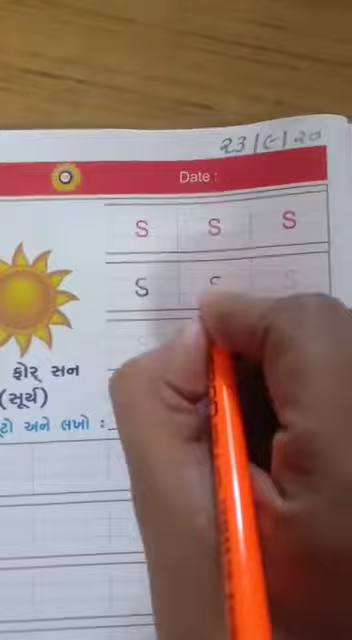 ૨૩/૯/૨૦
Date :
S S S
S S S
ફોર્ સન
(સૂર્ય)
અને લખો :